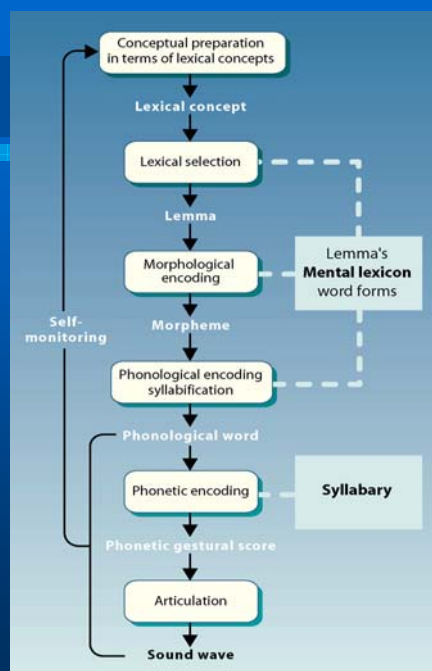 Conceptual preparation
in terms of lexical concepts
Lexical concept
Lexical selection
Lemma
Lemma's
Mental lexicon
word forms
Morphological
encoding
Morpheme
Self-
monitoring
Phonological encoding
syllabification
Phonological word
Phonetic encoding
Syllabary
Phonetic gestural score
Articulation
Sound wave